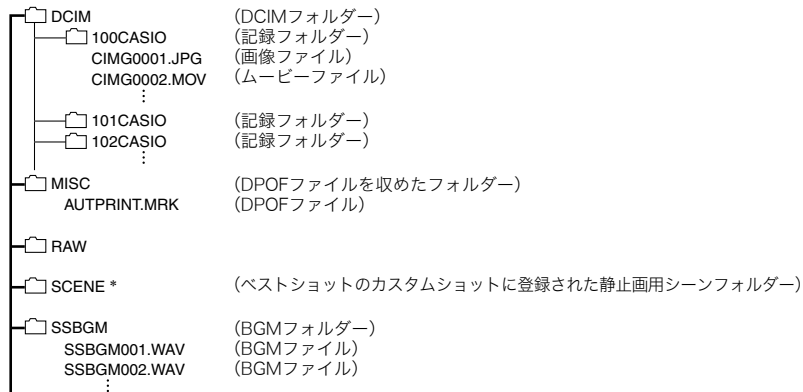 DCIM (DCIMフォルダー)
100CASIO (記録フォルダー)
CIMG0001.JPG (画像ファイル)
CIMG0002.MOV (ムービーファイル)
⋮
101CASIO (記録フォルダー)
102CASIO (記録フォルダー)
⋮
MISC (DPOFファイルを収めたフォルダー)
AUTPRINT.MRK (DPOFファイル)
RAW
SCENE * (ベストショットのカスタムショットに登録された静止画用シーンフォルダー)
SSBGM (BGMフォルダー)
SSBGM001.WAV (BGMファイル)
SSBGM002.WAV (BGMファイル)
⋮